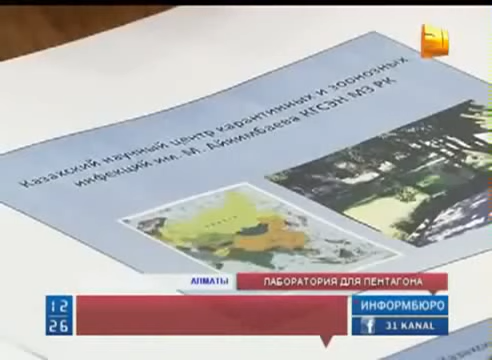 Казахский научный центр карантинных и зоонозных
инфекций им. М. Айкимбаева КГСЭН МЗ РК
АЛМАТЫ
ЛАБОРАТОРИЯ ДЛЯ ПЕНТАГОНА
12
26
ИНФОРМБЮРО
f 31 KANAL